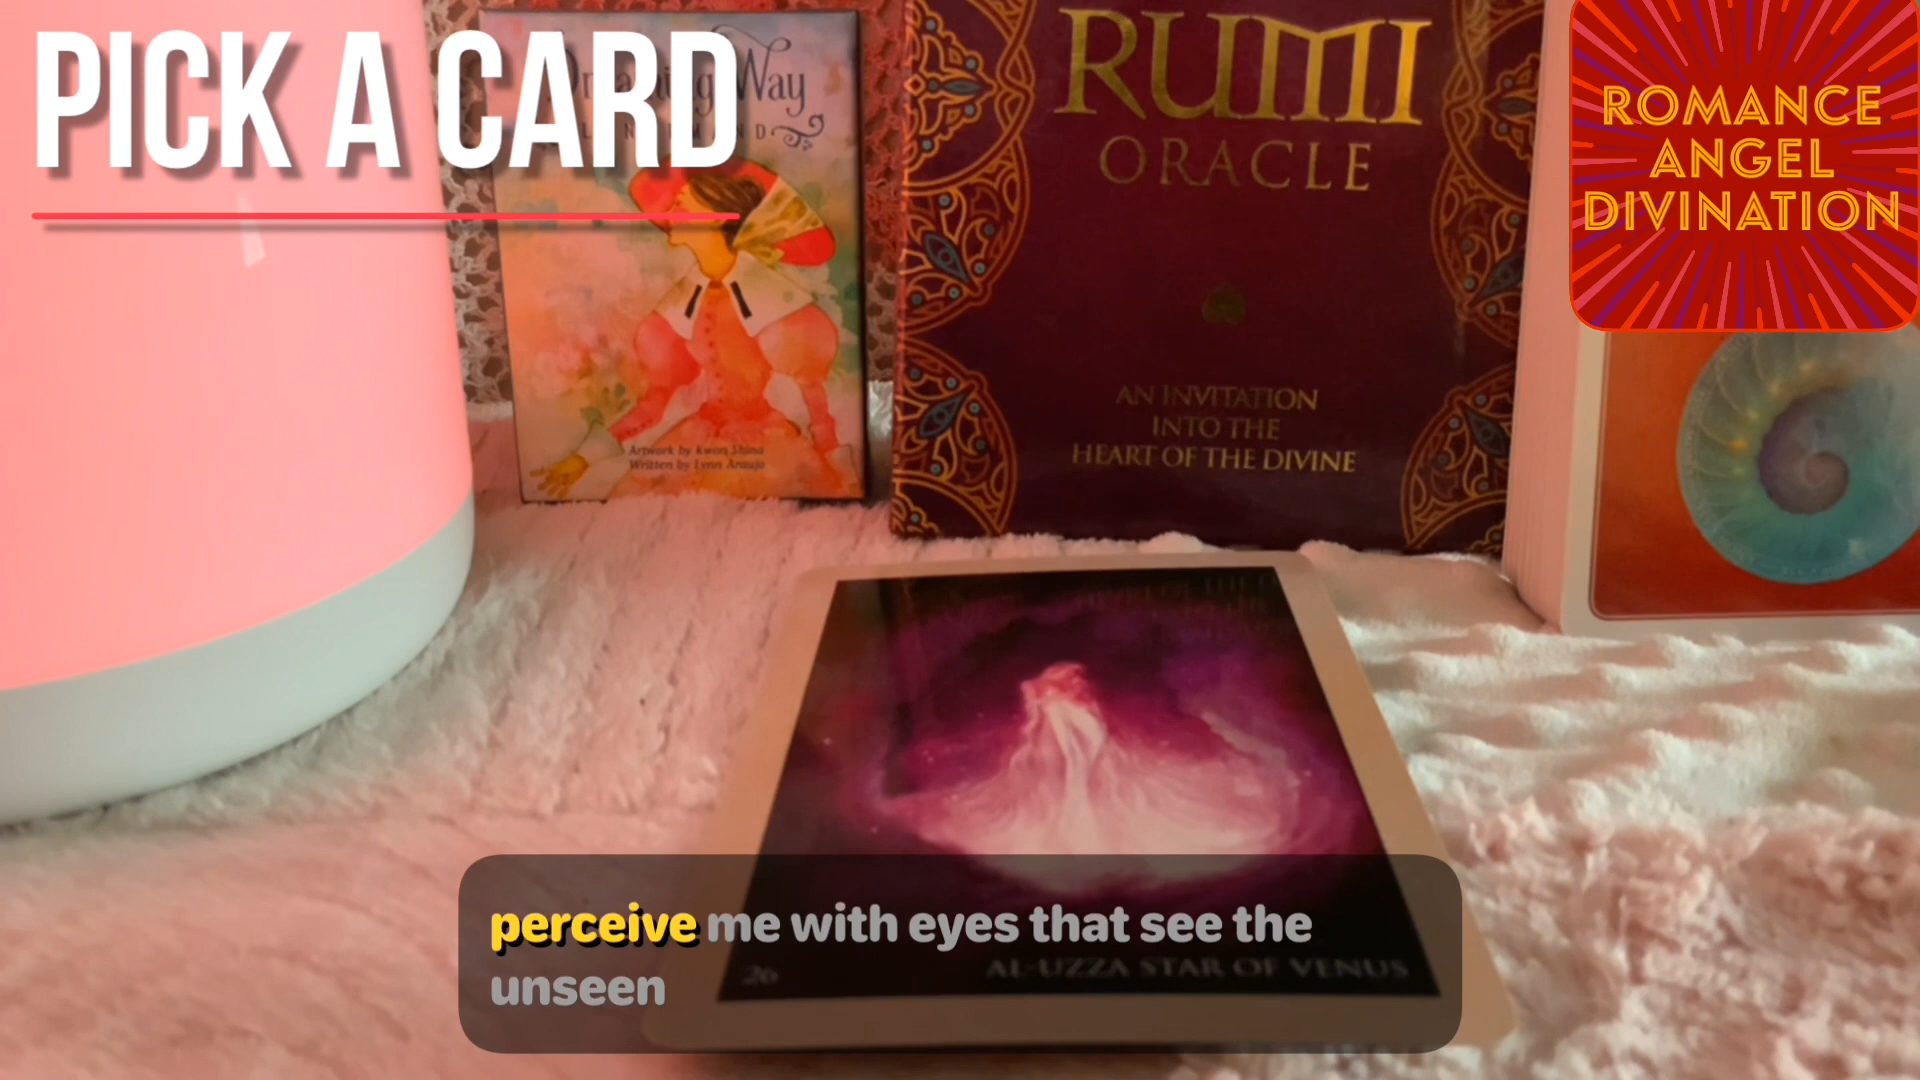 PICK A CARD
Dreaming Way
LENORMAND
Artwork by Kwon Shina
Written by Lynn Araujo
RUMI
ORACLE
AN INVITATION
INTO THE
HEART OF THE DIVINE
ROMANCE
ANGEL
DIVINATION
perceive me with eyes that see the
unseen
26
AL-UZZA STAR OF VENUS